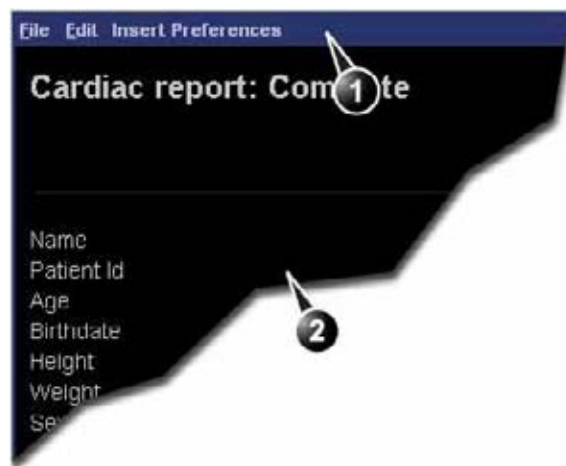 File Edit Insert Preferences
Cardiac report: Com te
1
Name
Patient Id
Age
Birthdate
2
Height
Weight